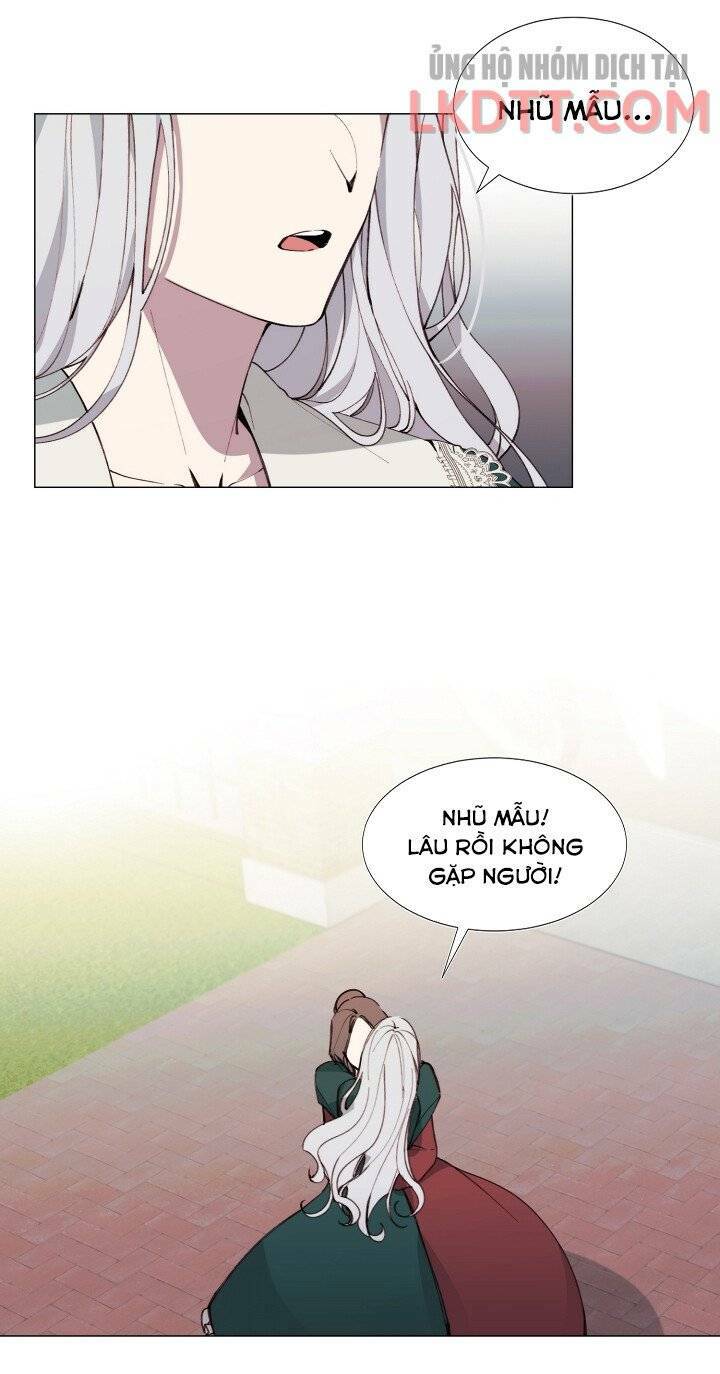 ỦNG HỘ NHÓM DỊCH TẠI
LKDTT.COM
NHŨ MẪU...
NHŨ MẪU!
LÂU RỒI KHÔNG
GẶP NGƯỜI!